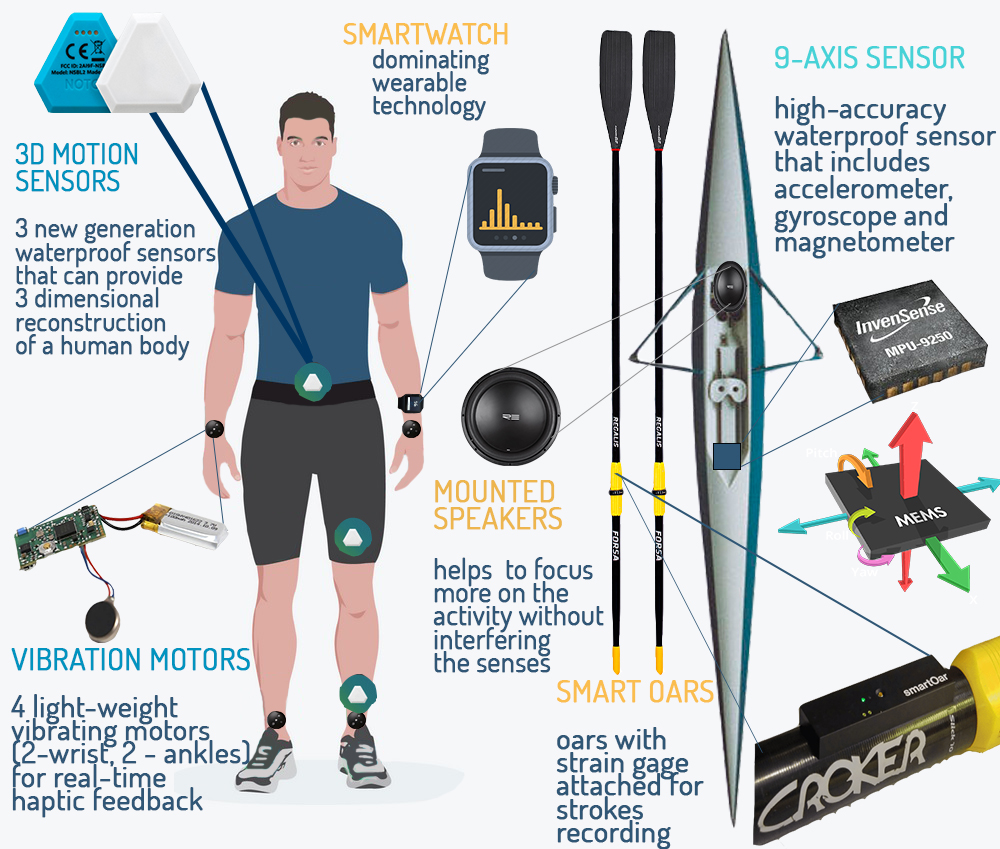 SMARTWATCH
dominating
wearable
technology
9-AXIS SENSOR
high-accuracy
waterproof sensor
that includes
accelerometer,
gyroscope and
magnetometer
3D MOTION
SENSORS
3 new generation
waterproof sensors
that can provide
3 dimensional
reconstruction
of a human body
InvenSense
MPU-9250
Pitch
Roll
Yaw
MEMS
MOUNTED
SPEAKERS
helps to focus
more on the
activity without
interfering
the senses
REGALIS
REGALIS
FORSA
FORSA
VIBRATION MOTORS
4 light-weight
vibrating motors
(2-wrist, 2 - ankles)
for real-time
haptic feedback
SMART OARS
oars with
strain gage
attached for
strokes
recording
smartOar
CROKER